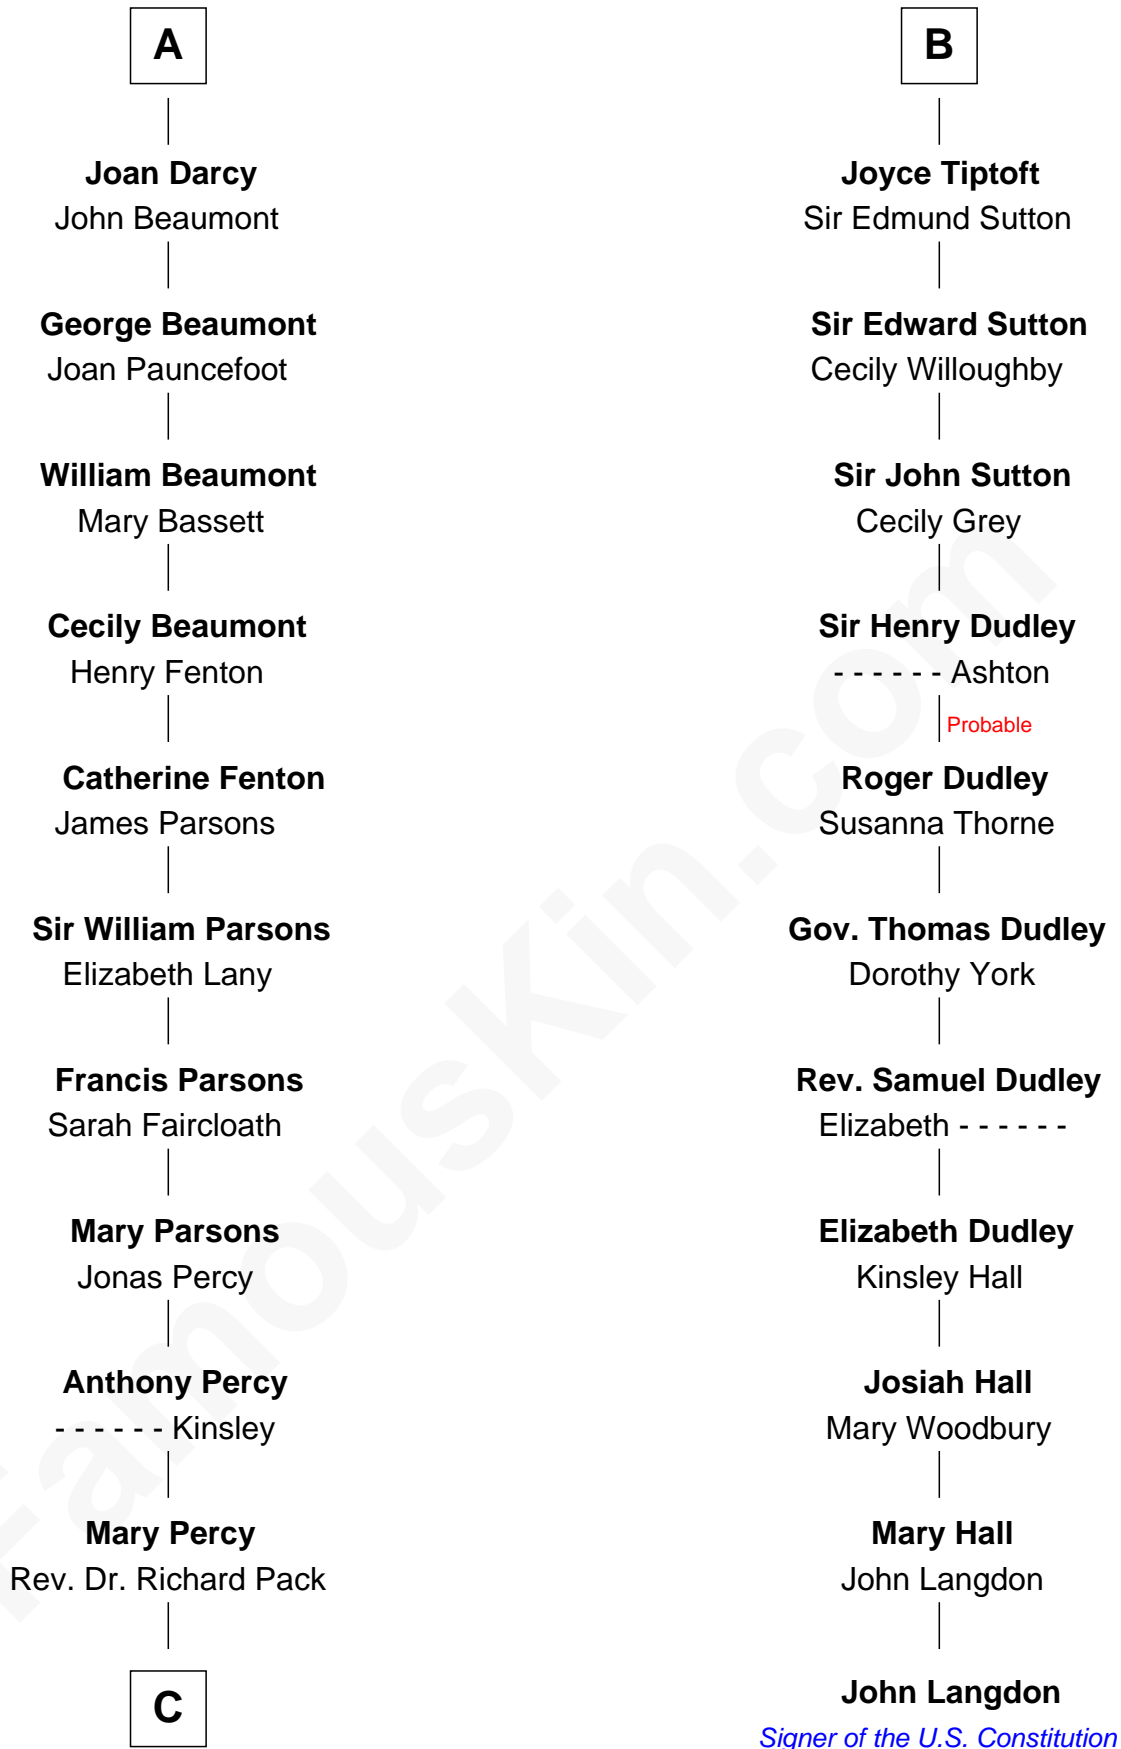 A
Joan Darcy
John Beaumont
George Beaumont
Joan Pauncefoot
William Beaumont
Mary Bassett
Cecily Beaumont
Henry Fenton
Catherine Fenton
James Parsons
Sir William Parsons
Elizabeth Lany
Francis Parsons
Sarah Faircloath
Mary Parsons
Jonas Percy
Anthony Percy
- - - - - - Kinsley
Mary Percy
Rev. Dr. Richard Pack
C
B
Joyce Tiptoft
Sir Edmund Sutton
Sir Edward Sutton
Cecily Willoughby
Sir John Sutton
Cecily Grey
Sir Henry Dudley
- - - - - - Ashton
Probable
Roger Dudley
Susanna Thorne
Gov. Thomas Dudley
Dorothy York
Rev. Samuel Dudley
Elizabeth - - - - - -
Elizabeth Dudley
Kinsley Hall
Josiah Hall
Mary Woodbury
Mary Hall
John Langdon
John Langdon
Signer of the U.S. Constitution
FamousKin.com